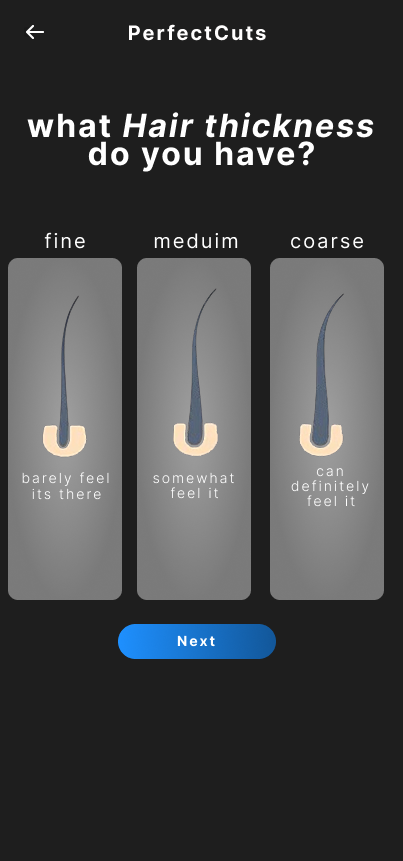 PerfectCuts
what Hair thickness
do you have?
fine
meduim
coarse
barely feel
its there
somewhat
feel it
can
definitely
feel it
Next